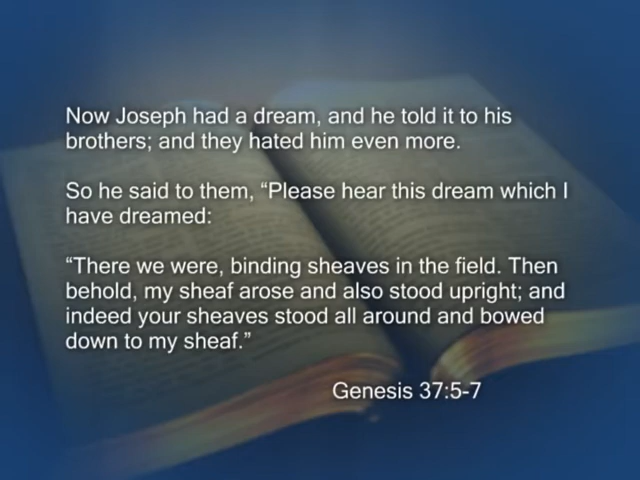 Now Joseph had a dream, and he told it to his
brothers; and they hated him even more.
So he said to them, “Please hear this dream which I
have dreamed:
“There we were, binding sheaves in the field. Then
behold, my sheaf arose and also stood upright; and
indeed your sheaves stood all around and bowed
down to my sheaf.”
Genesis 37:5-7